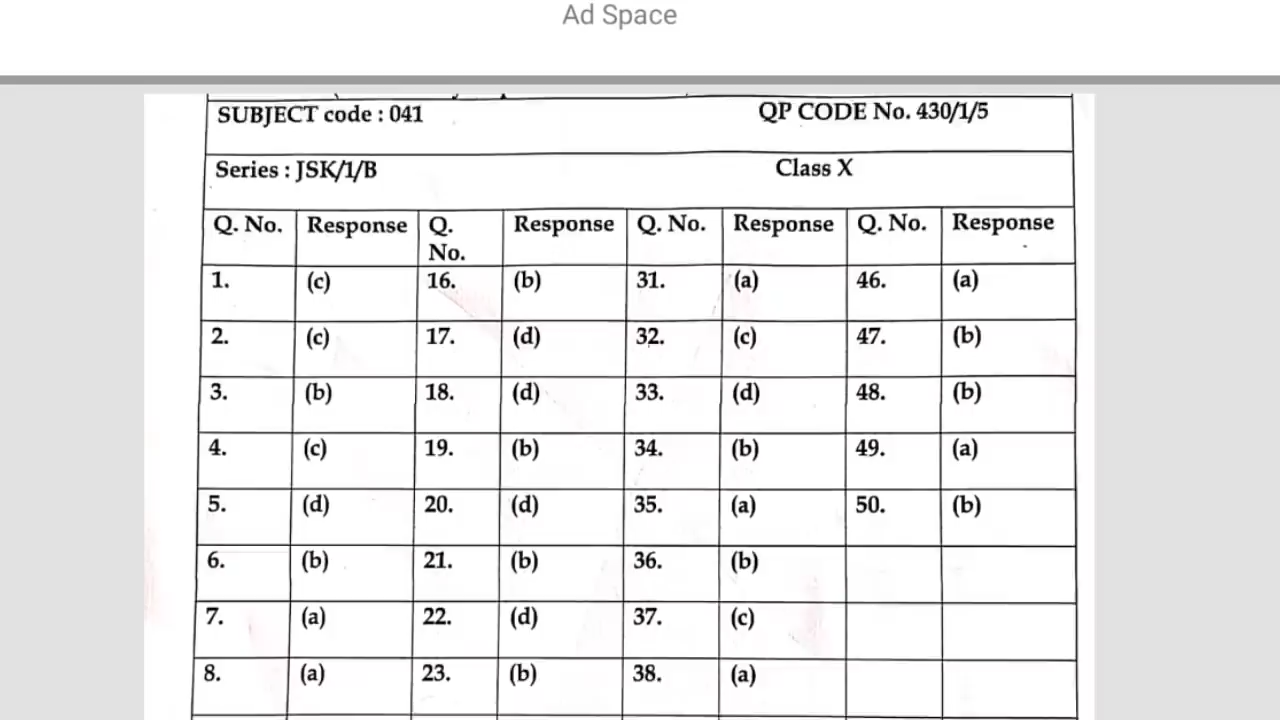 Ad Space
SUBJECT code : 041 QP CODE No. 430/1/5
Series : JSK/1/B Class X
Q. No. Response Q. No. Response Q. No. Response Q. No. Response
1. (c) 16. (b) 31. (a) 46. (a)
2. (c) 17. (d) 32. (c) 47. (b)
3. (b) 18. (d) 33. (d) 48. (b)
4. (c) 19. (b) 34. (b) 49. (a)
5. (d) 20. (d) 35. (a) 50. (b)
6. (b) 21. (b) 36. (b)
7. (a) 22. (d) 37. (c)
8. (a) 23. (b) 38. (a)